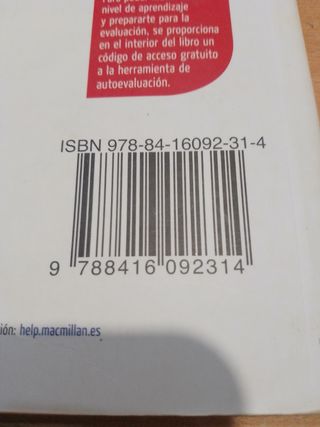 nivel de aprendizaje
y prepararte para la
evaluación, se proporciona
en el interior del libro un
código de acceso gratuito
a la herramienta de
autoevaluación.
ISBN 978-84-16092-31-4
9 788416 092314
ión: help.macmillan.es